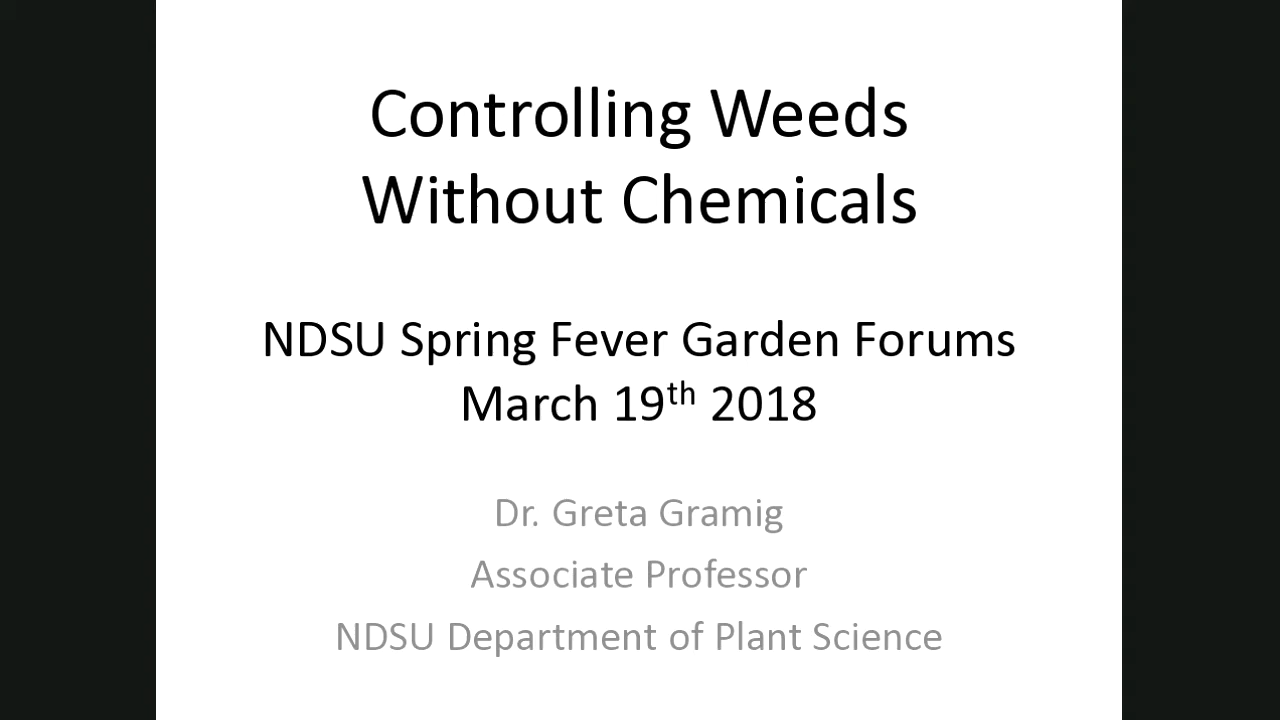 Controlling Weeds
Without Chemicals
NDSU Spring Fever Garden Forums
March 19th 2018
Dr. Greta Gramig
Associate Professor
NDSU Department of Plant Science